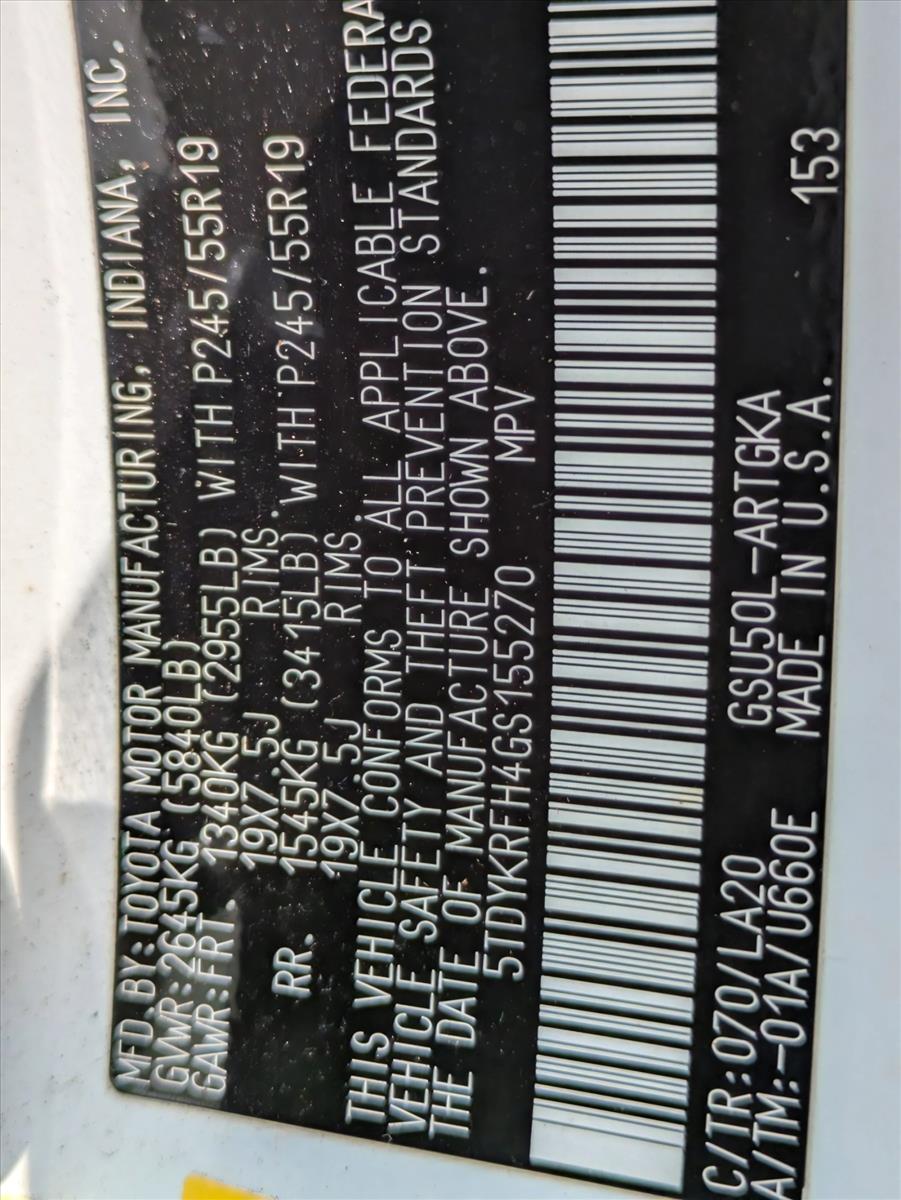 MFD.BY:TOYOTA MOTOR MANUFACTURING, INDIANA, INC.
GVWR:2645KG (5840LB)
GAWR:FRT. 1340KG (2955LB) WITH P245/55R19
19X7.5J RIMS.
RR. 1545KG (3415LB) WITH P245/55R19
19X7.5J RIMS
THIS VEHICLE CONFORMS TO ALL APPLICABLE FEDERA
VEHICLE SAFETY AND THEFT PREVENTION STANDARDS
THE DATE OF MANUFACTURE SHOWN ABOVE.
5TDYKRFH4GS155270 MPV
C/TR:070/LA20 GSU50L-ARTGKA 153
A/TM:-01A/U660E MADE IN U.S.A.